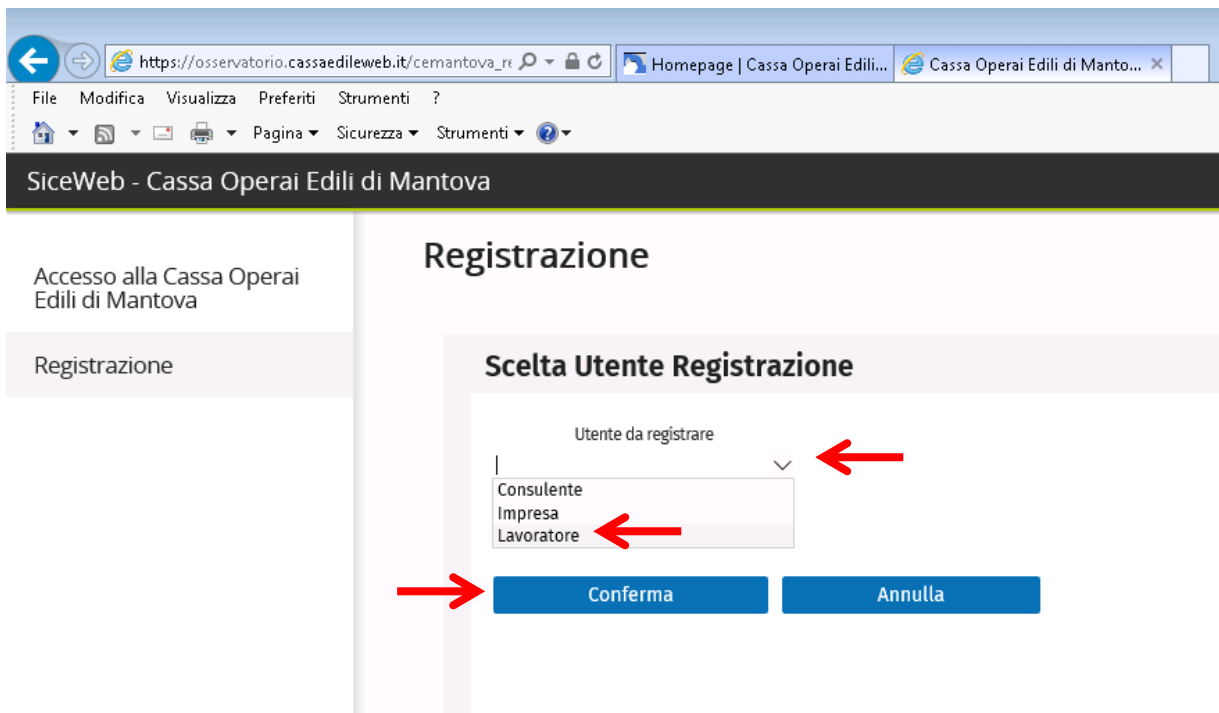 https://osservatorio.cassaedileweb.it/cemantova_re
Homepage | Cassa Operai Edili...
Cassa Operai Edili di Manto...
File Modifica Visualizza Preferiti Strumenti ?
Pagina Sicurezza Strumenti
SiceWeb - Cassa Operai Edili di Mantova
Accesso alla Cassa Operai
Edili di Mantova
Registrazione
Registrazione
Scelta Utente Registrazione
Utente da registrare
Consulente
Impresa
Lavoratore
Conferma Annulla